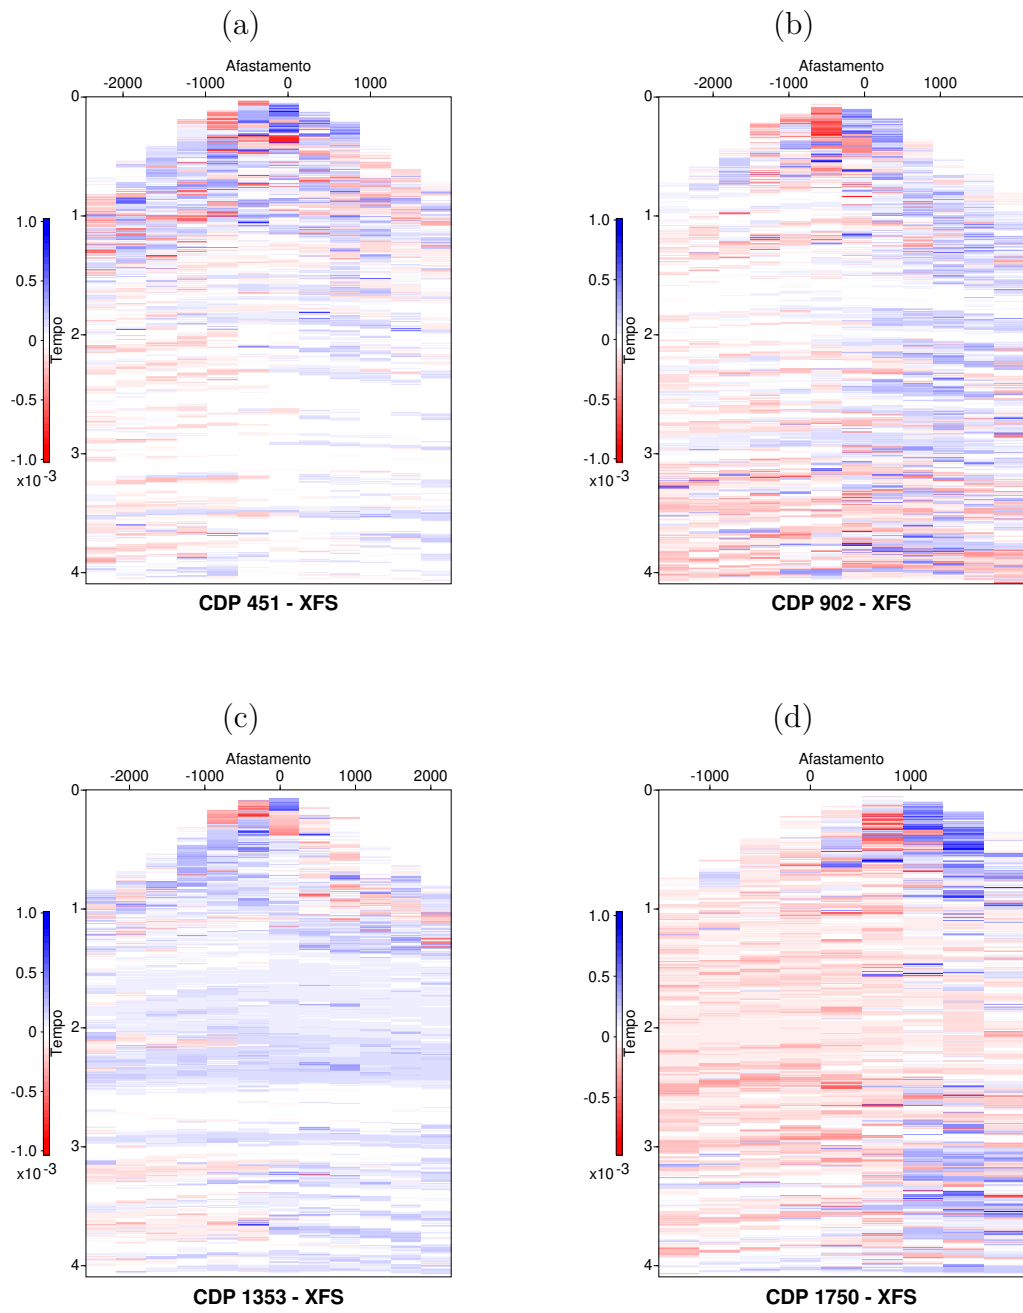 (a)
Afastamento
-2000 -1000 0 1000
0
1
2
3
4
Tempo
1.0
0.5
0
-0.5
-1.0
x10^-3
CDP 451 - XFS
(b)
Afastamento
-2000 -1000 0 1000
0
1
2
3
4
Tempo
1.0
0.5
0
-0.5
-1.0
x10^-3
CDP 902 - XFS
(c)
Afastamento
-2000 -1000 0 1000 2000
0
1
2
3
4
Tempo
1.0
0.5
0
-0.5
-1.0
x10^-3
CDP 1353 - XFS
(d)
Afastamento
-1000 0 1000
0
1
2
3
4
Tempo
1.0
0.5
0
-0.5
x10^-3
CDP 1750 - XFS